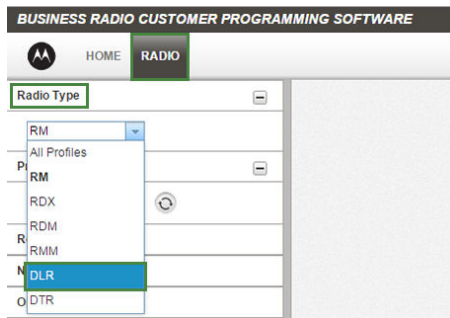 BUSINESS RADIO CUSTOMER PROGRAMMING SOFTWARE
HOME RADIO
Radio Type
RM
All Profiles
RM
RDX
RDM
RMM
DLR
DTR